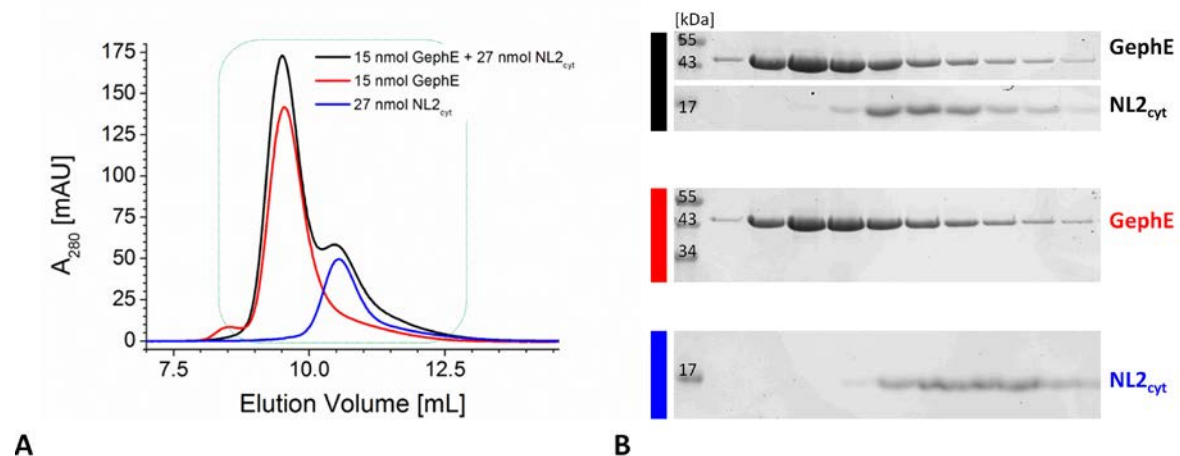 175
150
125
100
75
50
25
0
A280 [mAU]
7.5 10.0 12.5
Elution Volume [mL]
15 nmol GephE + 27 nmol NL2cyt
15 nmol GephE
27 nmol NL2cyt
A
[kDa]
55
43
GephE
17
NL2cyt
55
43
34
GephE
17
NL2cyt
B